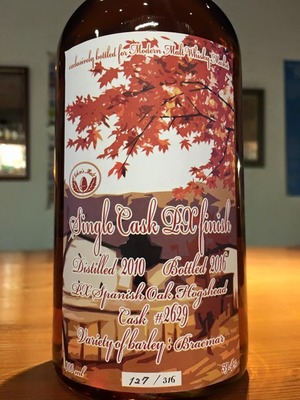 exclusively bottled for Modern Malt Whisky Market
Single Cask PX finish
Distilled 2010 Bottled 2017
PX Spanish Oak Hogshead
Cask #2629
Variety of barley : Braemar
127 / 316